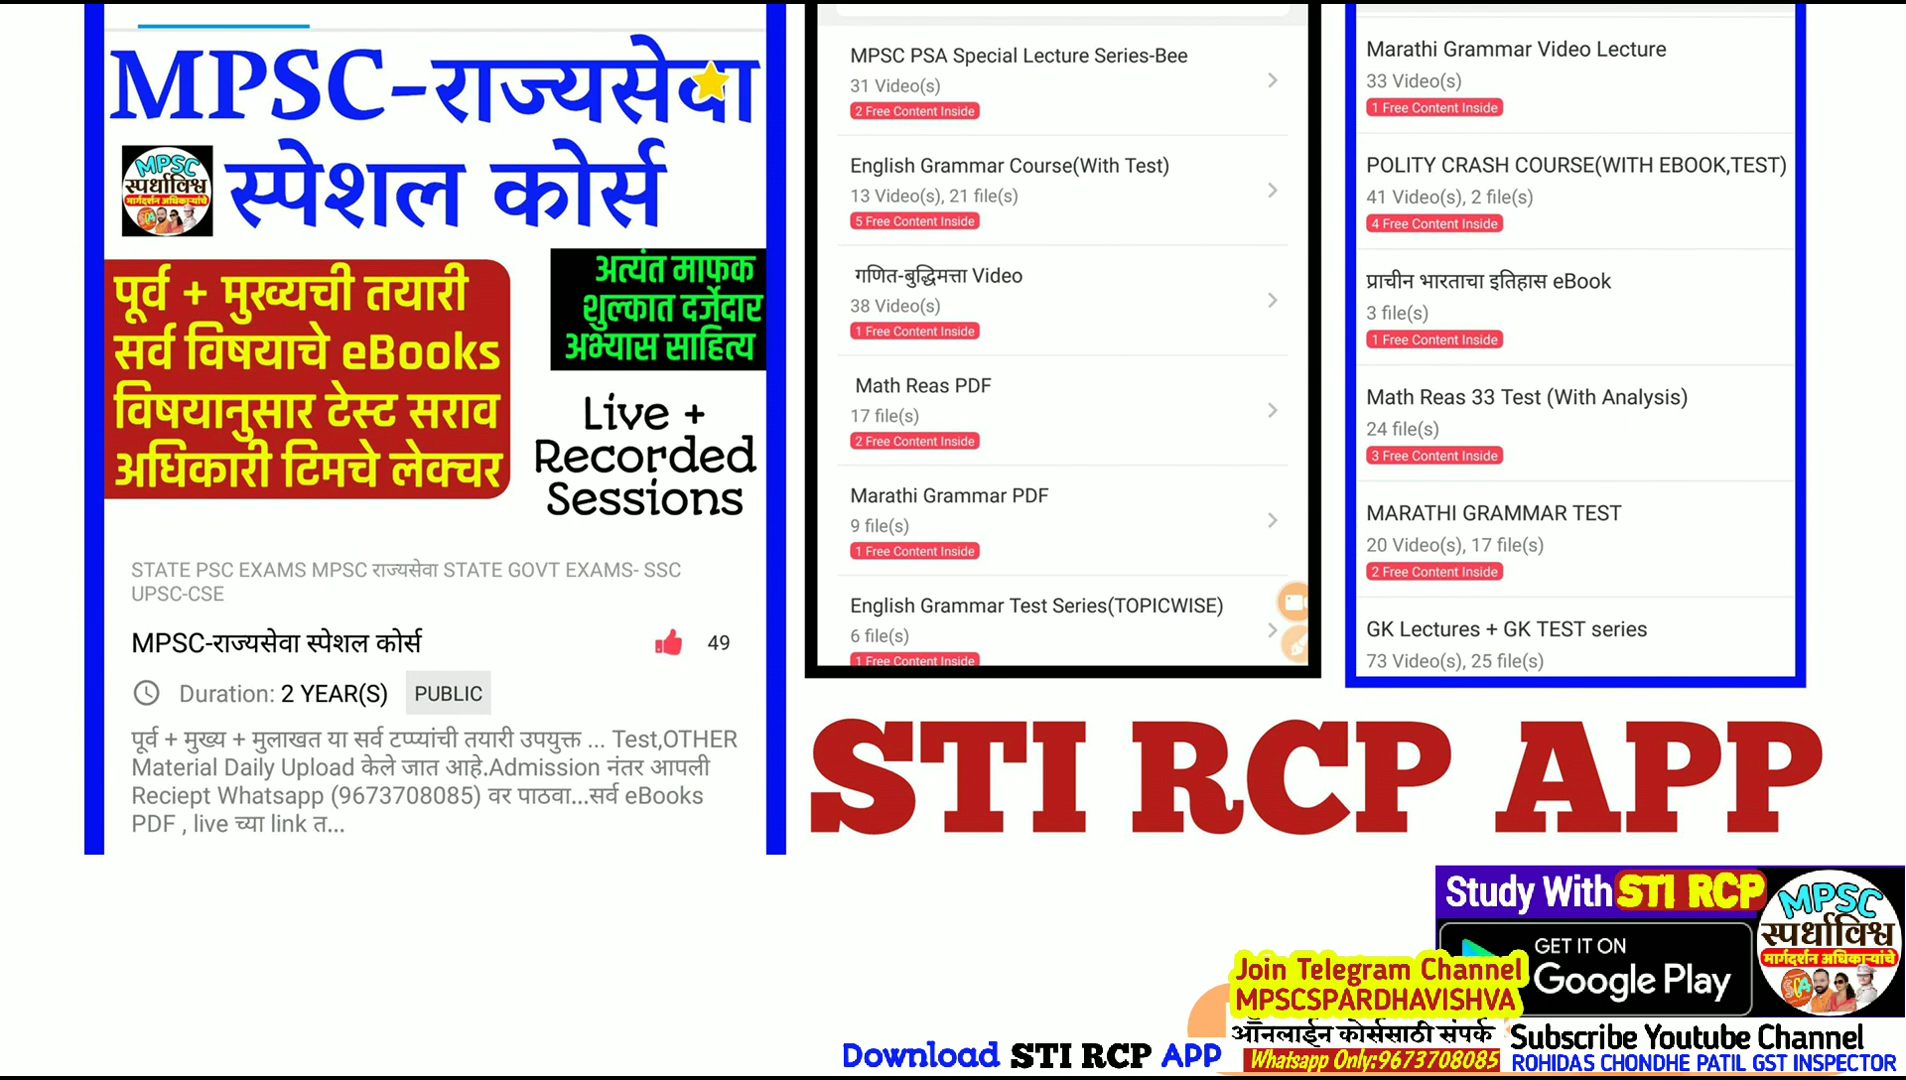 MPSC-राज्यसेवा
स्पेशल कोर्स
MPSC
स्पर्धाविश्व
मार्गदर्शन अधिकाऱ्यांचे
पूर्व + मुख्यची तयारी
सर्व विषयाचे eBooks
विषयानुसार टेस्ट सराव
अधिकारी टिमचे लेक्चर
अत्यंत माफक
शुल्कात दर्जेदार
अभ्यास साहित्य
Live +
Recorded
Sessions
STATE PSC EXAMS MPSC राज्यसेवा STATE GOVT EXAMS- SSC
UPSC-CSE
MPSC-राज्यसेवा स्पेशल कोर्स
49
Duration: 2 YEAR(S) PUBLIC
पूर्व + मुख्य + मुलाखत या सर्व टप्प्यांची तयारी उपयुक्त ... Test,OTHER
Material Daily Upload केले जात आहे.Admission नंतर आपली
Reciept Whatsapp (9673708085) वर पाठवा...सर्व eBooks
PDF , live च्या link त...
MPSC PSA Special Lecture Series-Bee
31 Video(s)
2 Free Content Inside
English Grammar Course(With Test)
13 Video(s), 21 file(s)
5 Free Content Inside
गणित-बुद्धिमत्ता Video
38 Video(s)
1 Free Content Inside
Math Reas PDF
17 file(s)
2 Free Content Inside
Marathi Grammar PDF
9 file(s)
1 Free Content Inside
English Grammar Test Series(TOPICWISE)
6 file(s)
1 Free Content Inside
Marathi Grammar Video Lecture
33 Video(s)
1 Free Content Inside
POLITY CRASH COURSE(WITH EBOOK,TEST)
41 Video(s), 2 file(s)
4 Free Content Inside
प्राचीन भारताचा इतिहास eBook
3 file(s)
1 Free Content Inside
Math Reas 33 Test (With Analysis)
24 file(s)
3 Free Content Inside
MARATHI GRAMMAR TEST
20 Video(s), 17 file(s)
2 Free Content Inside
GK Lectures + GK TEST series
73 Video(s), 25 file(s)
STI RCP APP
Study With STI RCP
GET IT ON
Google Play
MPSC
स्पर्धाविश्व
मार्गदर्शन अधिकाऱ्यांचे
Join Telegram Channel
MPSCSPARDHAVISHVA
ऑनलाईन कोर्ससाठी संपर्क
Whatsapp Only:9673708085
Download STI RCP APP
Subscribe Youtube Channel
ROHIDAS CHONDHE PATIL GST INSPECTOR